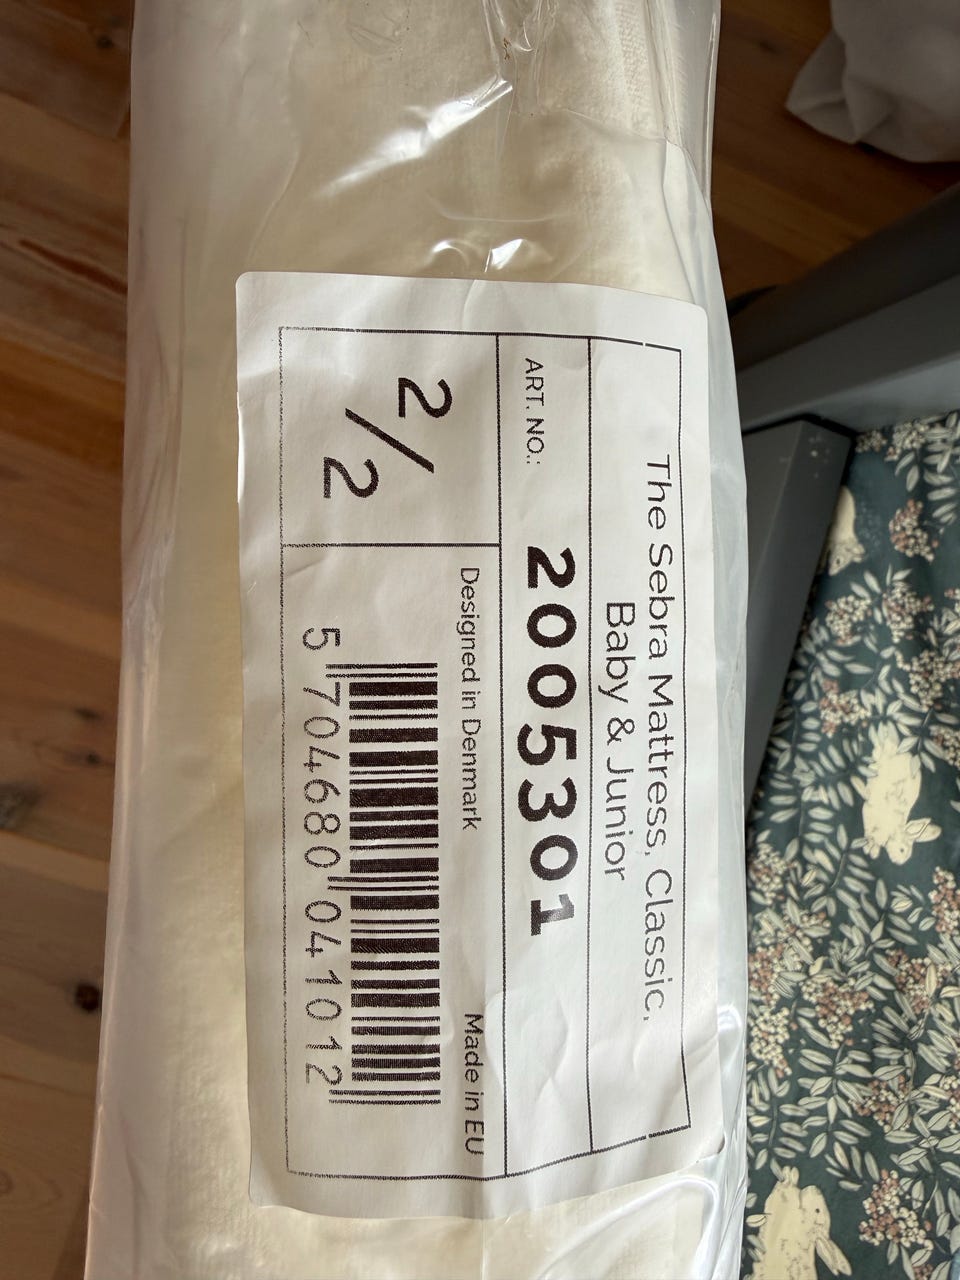 The Sebra Mattress, Classic,
Baby & Junior
ART. NO.: 2005301
2/2
Designed in Denmark Made in EU
5 704680 041012